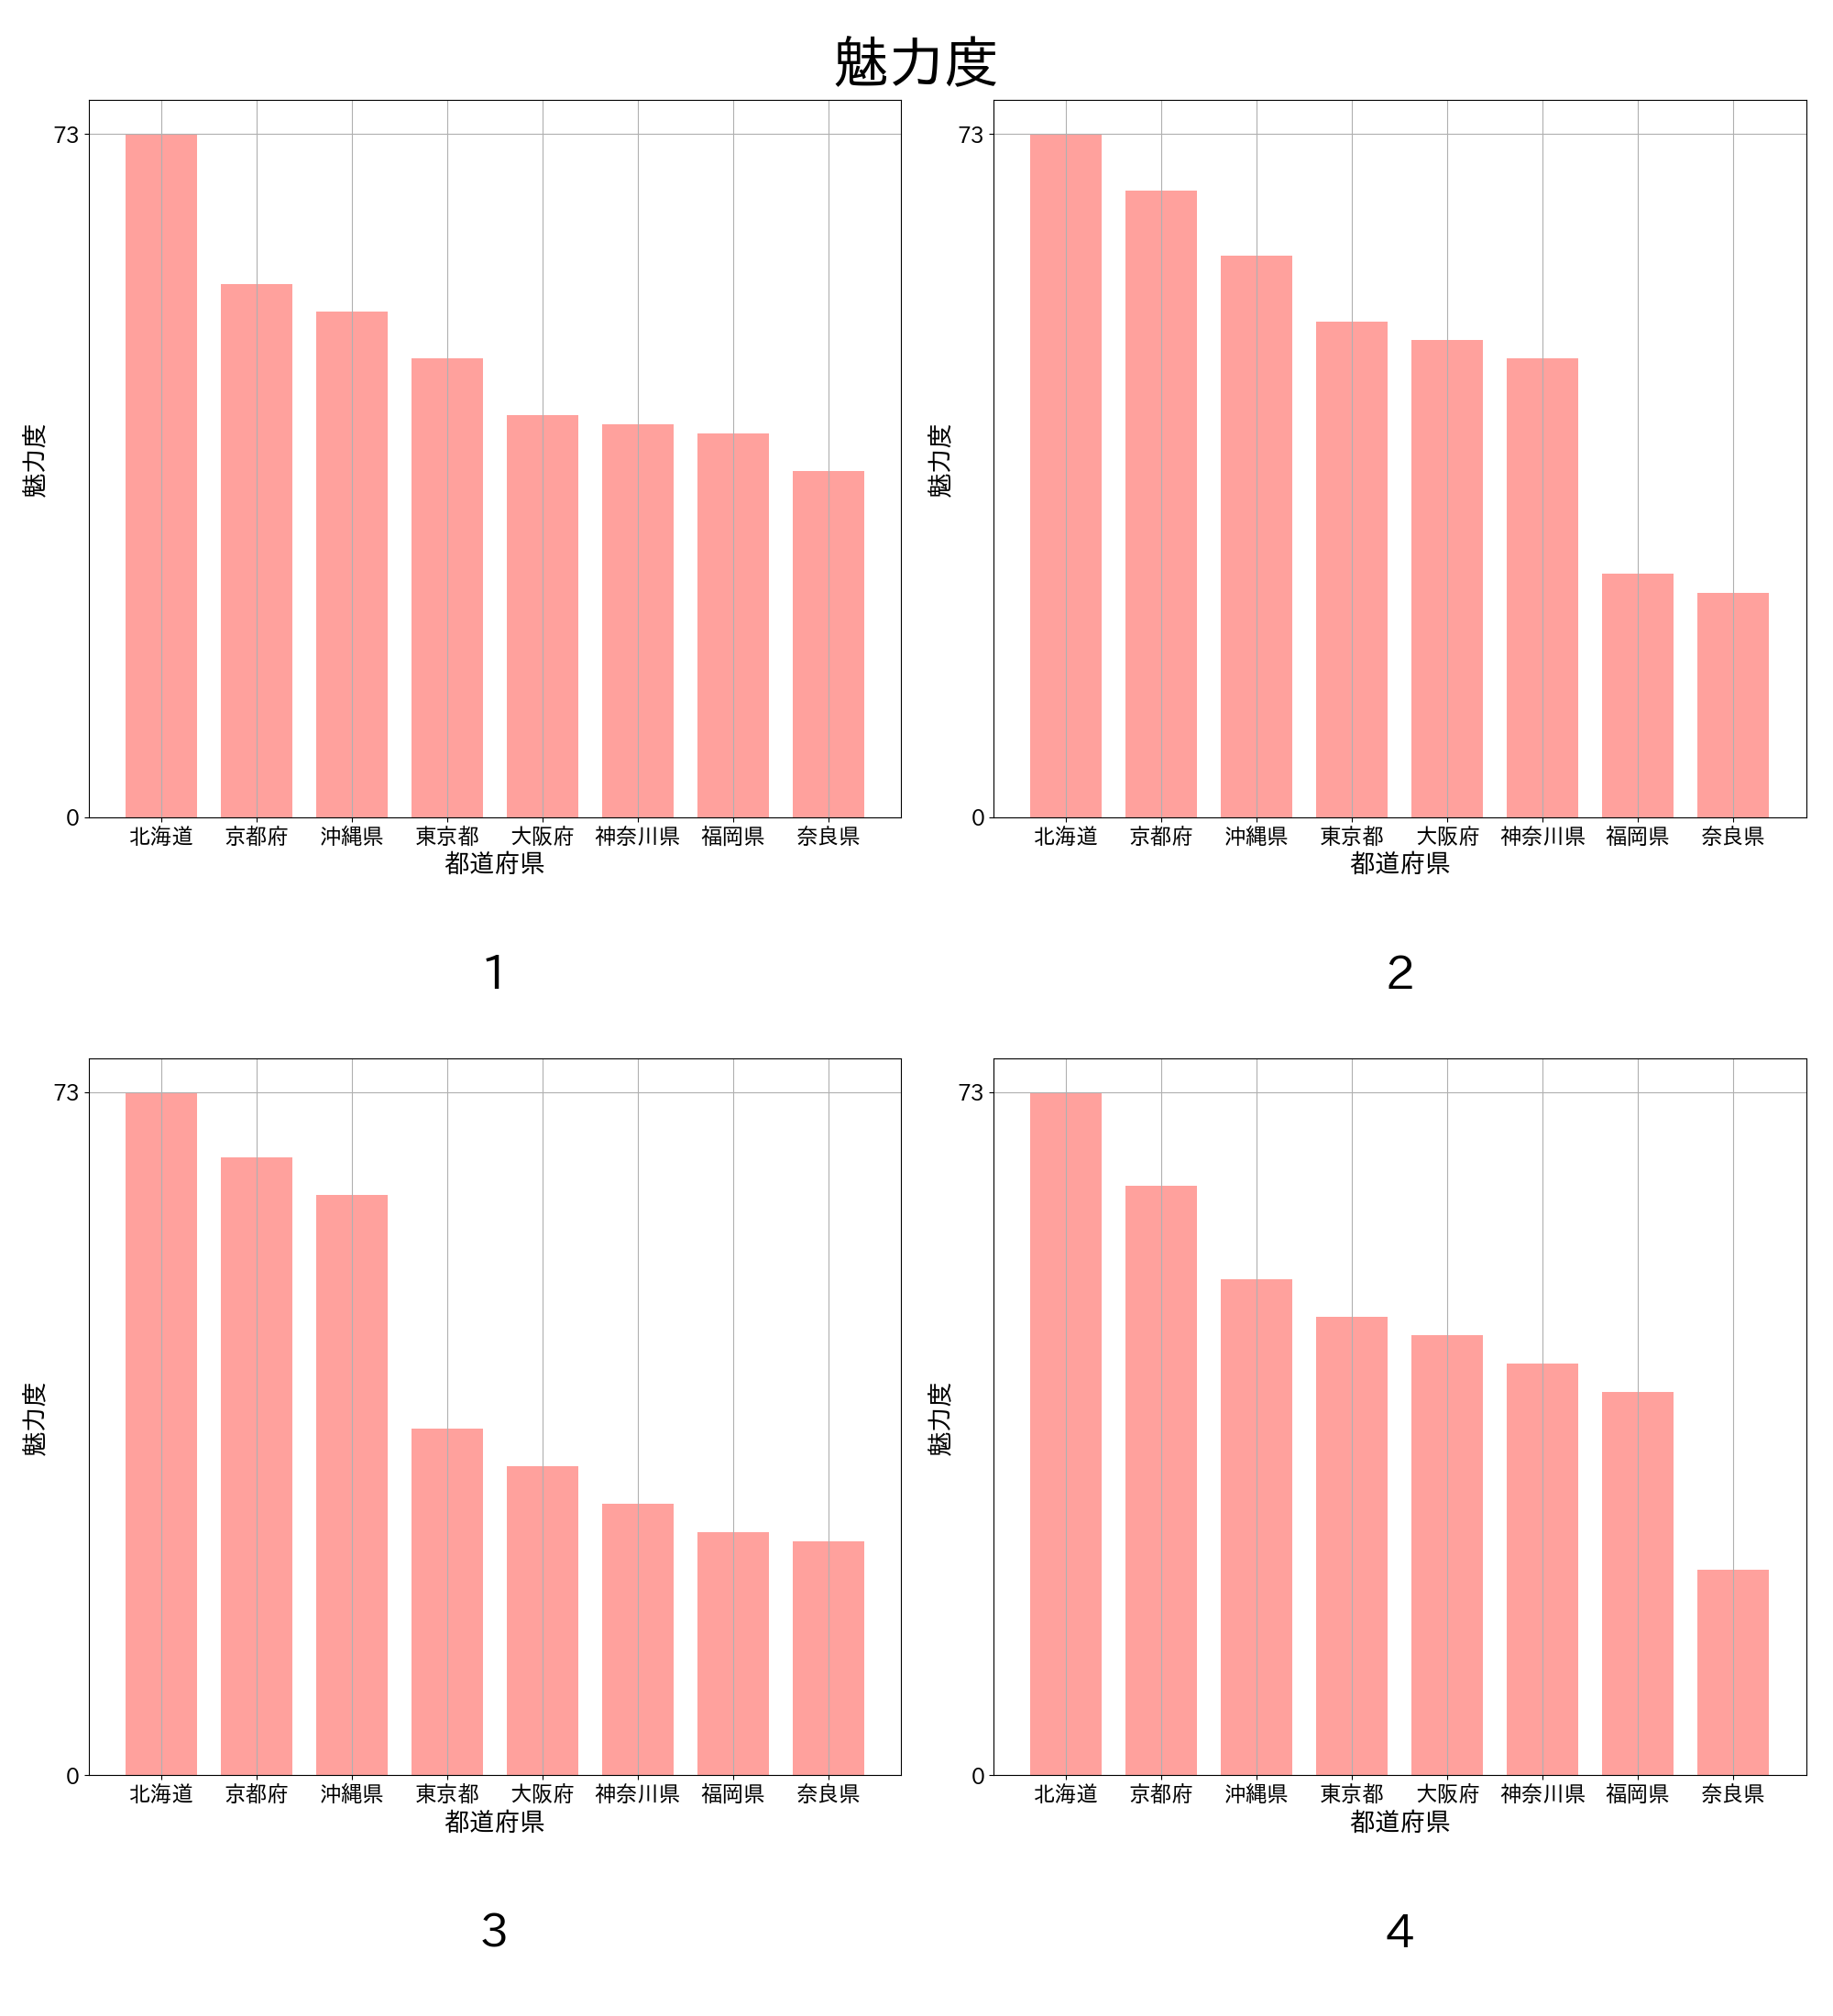 魅力度
73
0
魅力度
北海道 京都府 沖縄県 東京都 大阪府 神奈川県 福岡県 奈良県
都道府県
1
73
0
魅力度
北海道 京都府 沖縄県 東京都 大阪府 神奈川県 福岡県 奈良県
都道府県
2
73
0
魅力度
北海道 京都府 沖縄県 東京都 大阪府 神奈川県 福岡県 奈良県
都道府県
3
73
0
魅力度
北海道 京都府 沖縄県 東京都 大阪府 神奈川県 福岡県 奈良県
都道府県
4